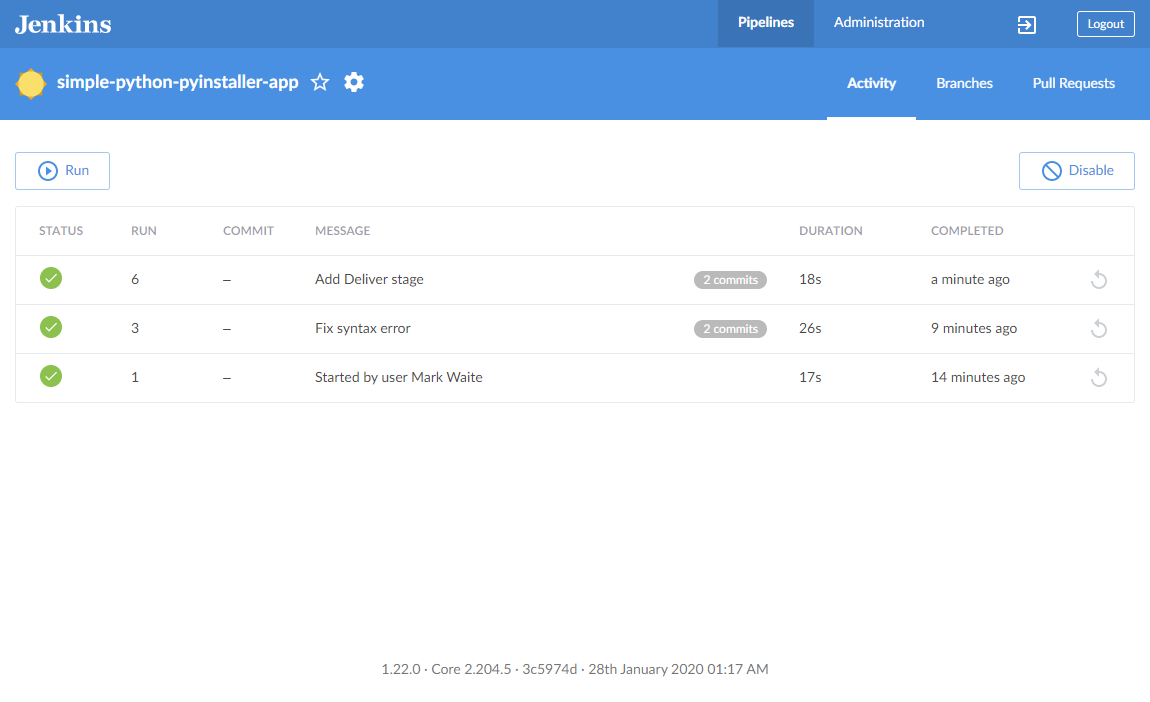 Jenkins Pipelines Administration Logout
simple-python-pyinstaller-app Activity Branches Pull Requests
Run Disable
STATUS RUN COMMIT MESSAGE DURATION COMPLETED
6 – Add Deliver stage 2 commits 18s a minute ago
3 – Fix syntax error 2 commits 26s 9 minutes ago
1 – Started by user Mark Waite 17s 14 minutes ago
1.22.0 · Core 2.204.5 · 3c5974d · 28th January 2020 01:17 AM